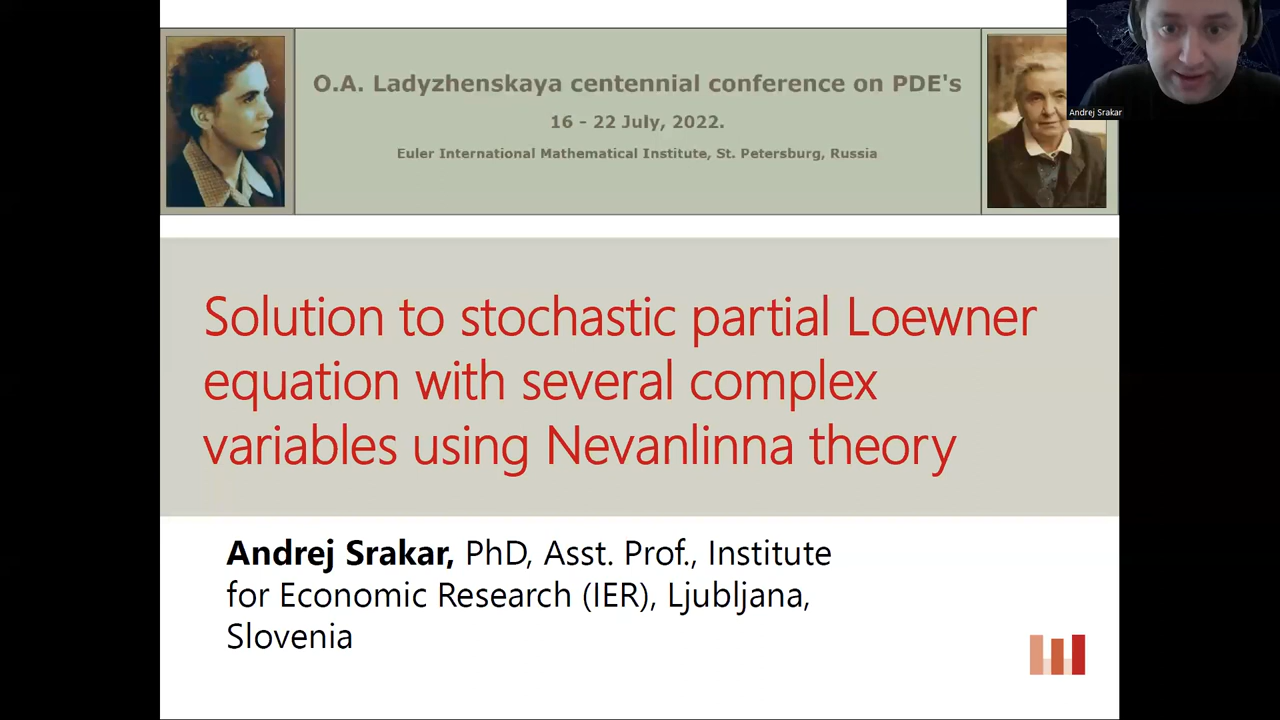 O.A. Ladyzhenskaya centennial conference on PDE's
16 - 22 July, 2022.
Euler International Mathematical Institute, St. Petersburg, Russia
Andrej Srakar
Solution to stochastic partial Loewner
equation with several complex
variables using Nevanlinna theory
Andrej Srakar, PhD, Asst. Prof., Institute
for Economic Research (IER), Ljubljana,
Slovenia